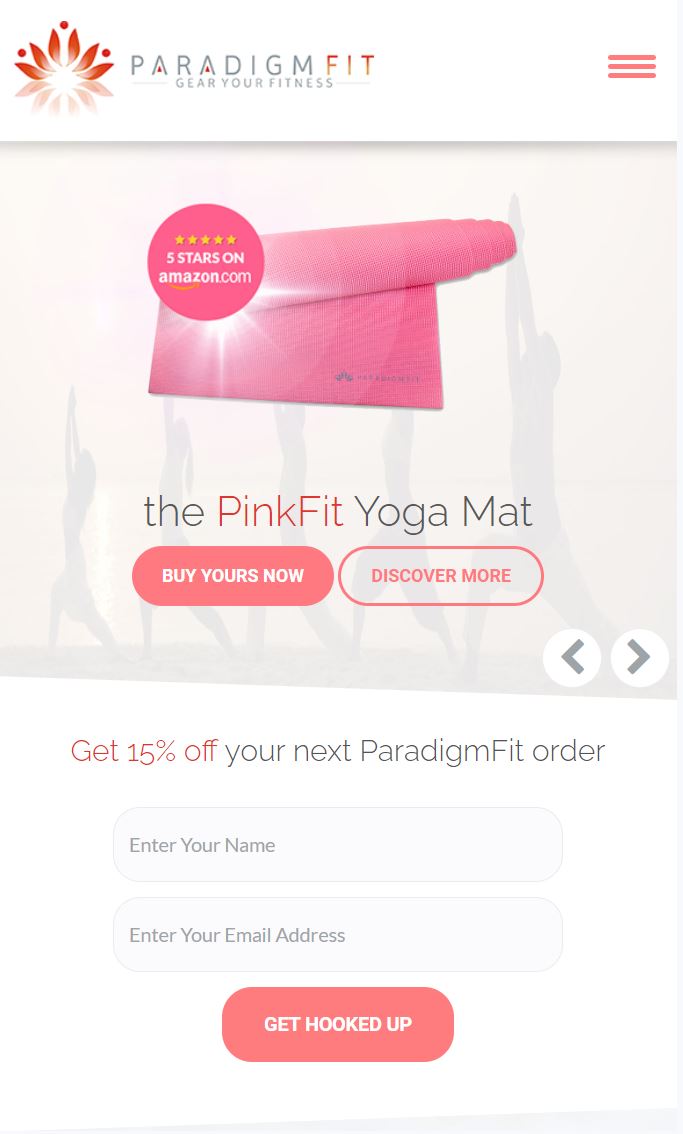 PARADIGMFIT
GEAR YOUR FITNESS
5 STARS ON
amazon.com
PARADIGMFIT
the PinkFit Yoga Mat
BUY YOURS NOW
DISCOVER MORE
Get 15% off your next ParadigmFit order
Enter Your Name
Enter Your Email Address
GET HOOKED UP